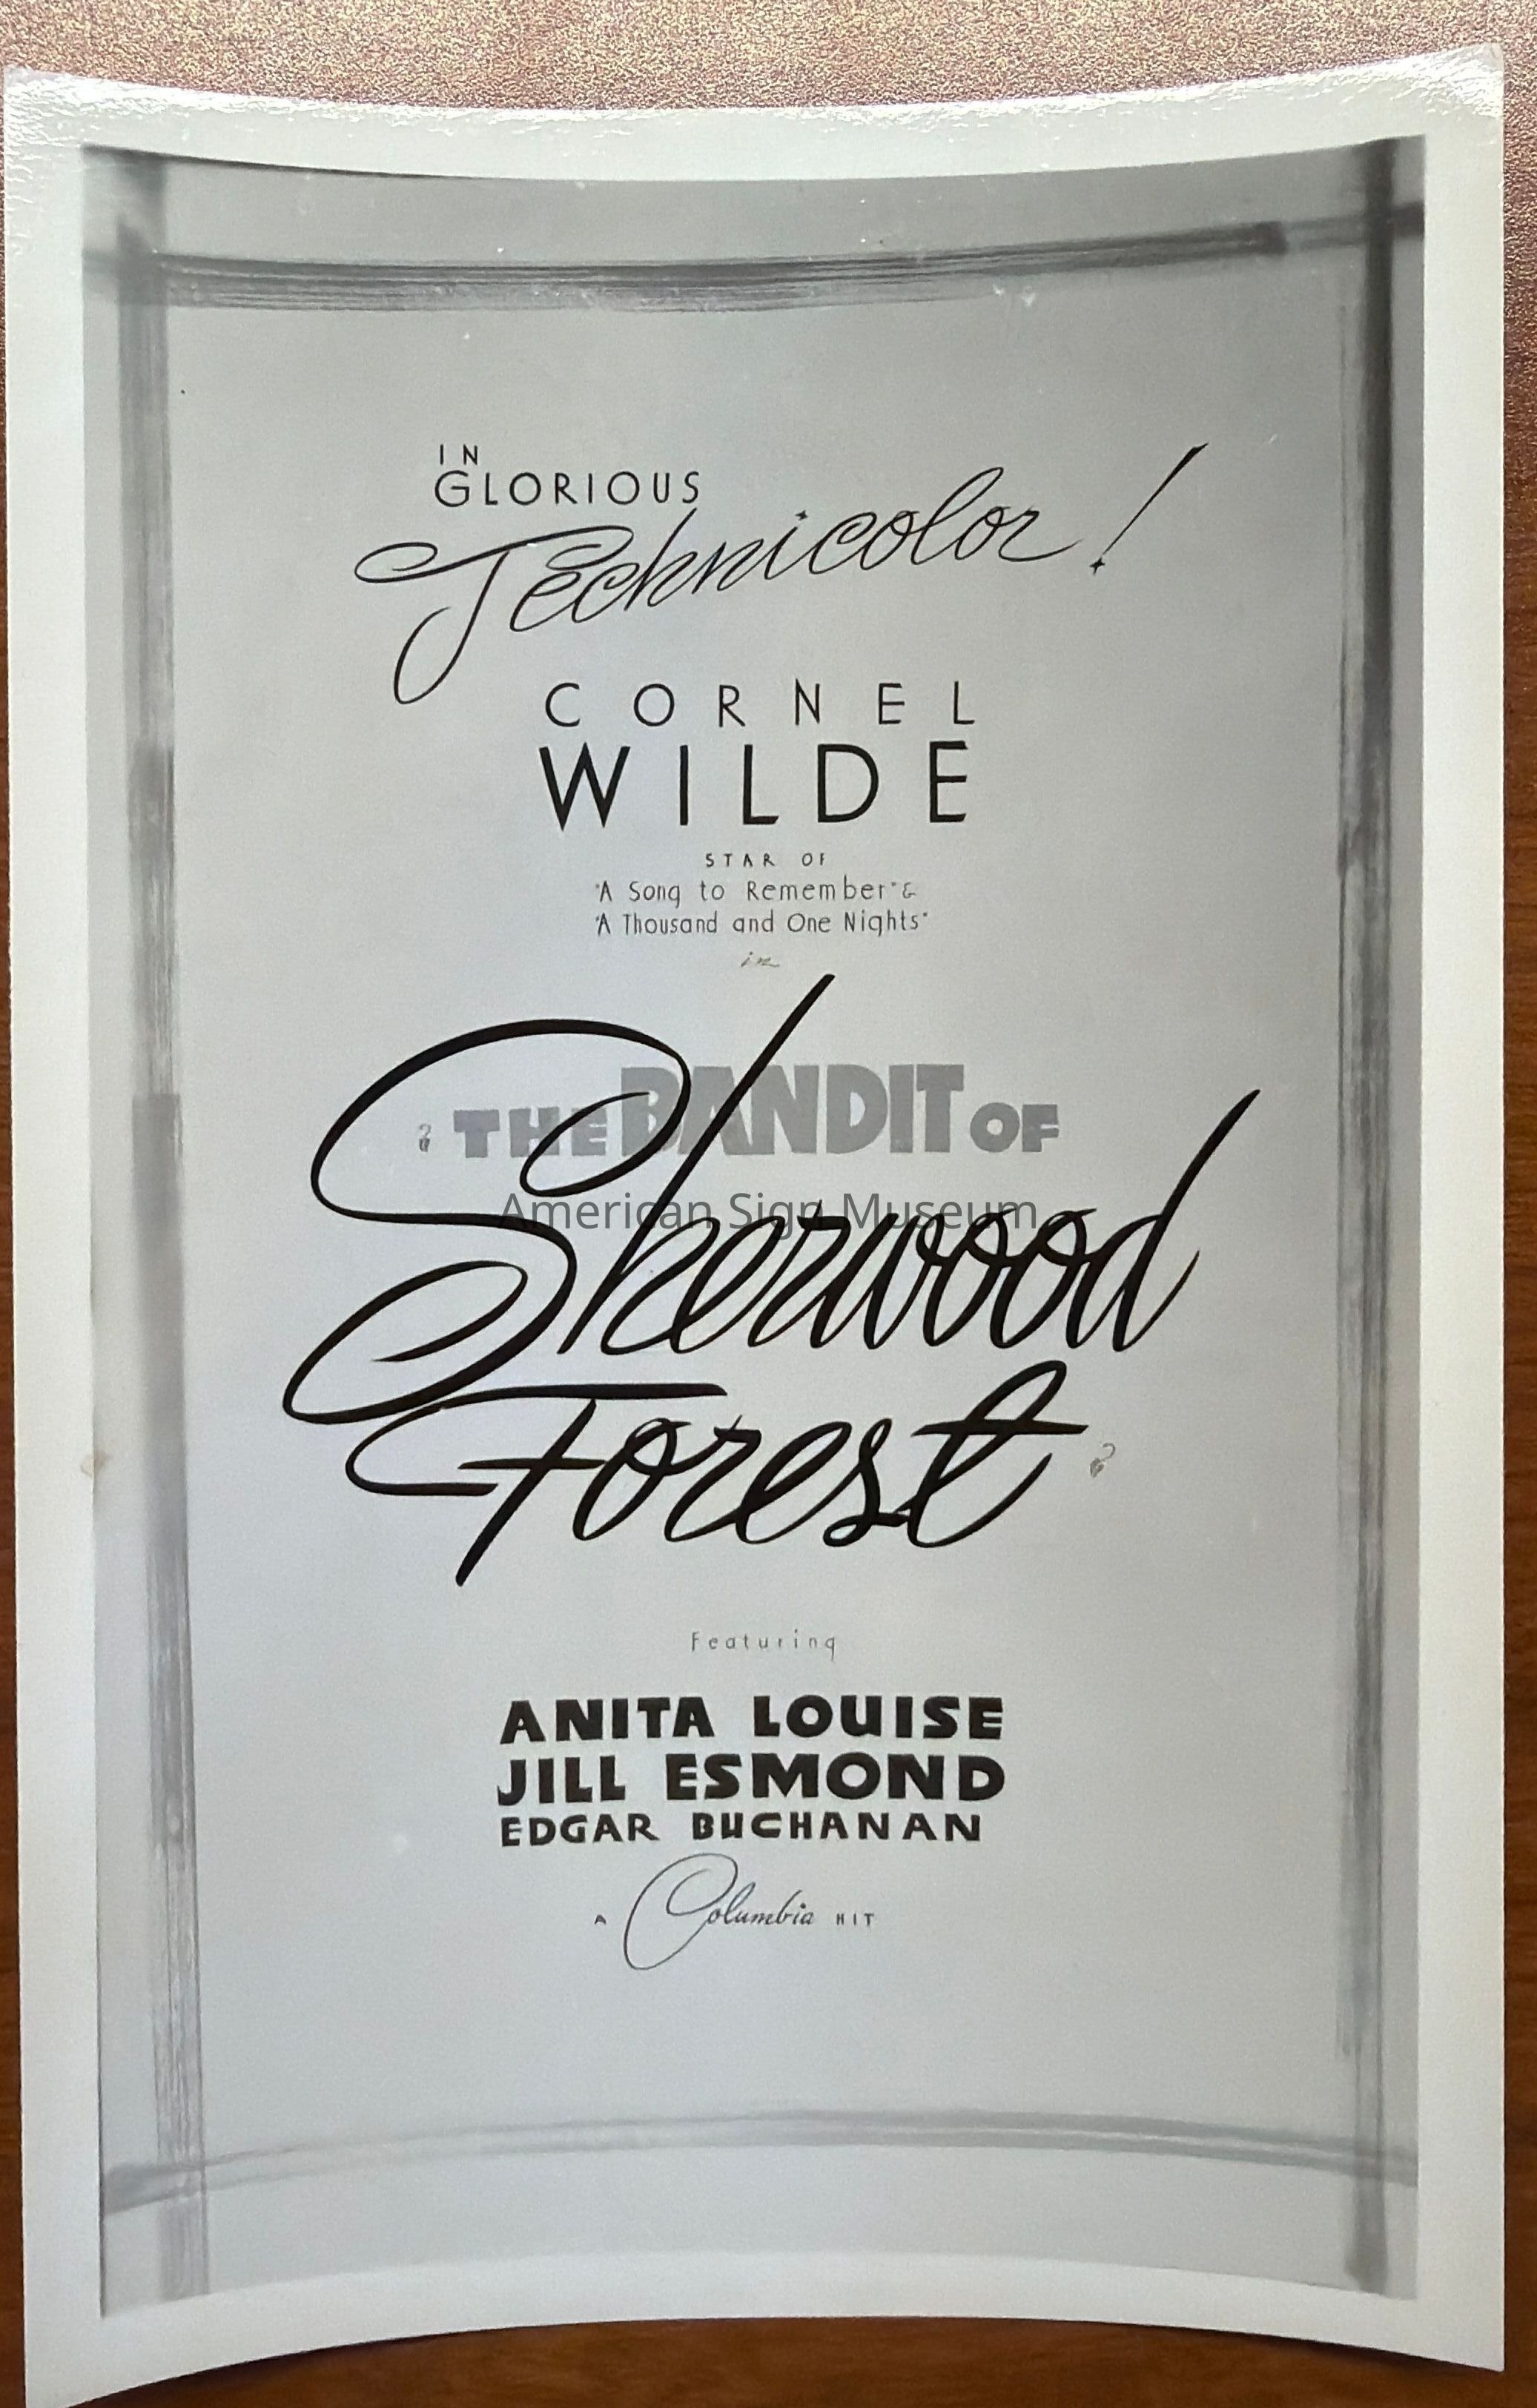 IN
GLORIOUS
Technicolor!
CORNEL
WILDE
STAR OF
"A Song to Remember" &
"A Thousand and One Nights"
in
THE BANDIT OF
American Sign Museum
Sherwood
Forest
Featuring
ANITA LOUISE
JILL ESMOND
EDGAR BUCHANAN
A Columbia HIT